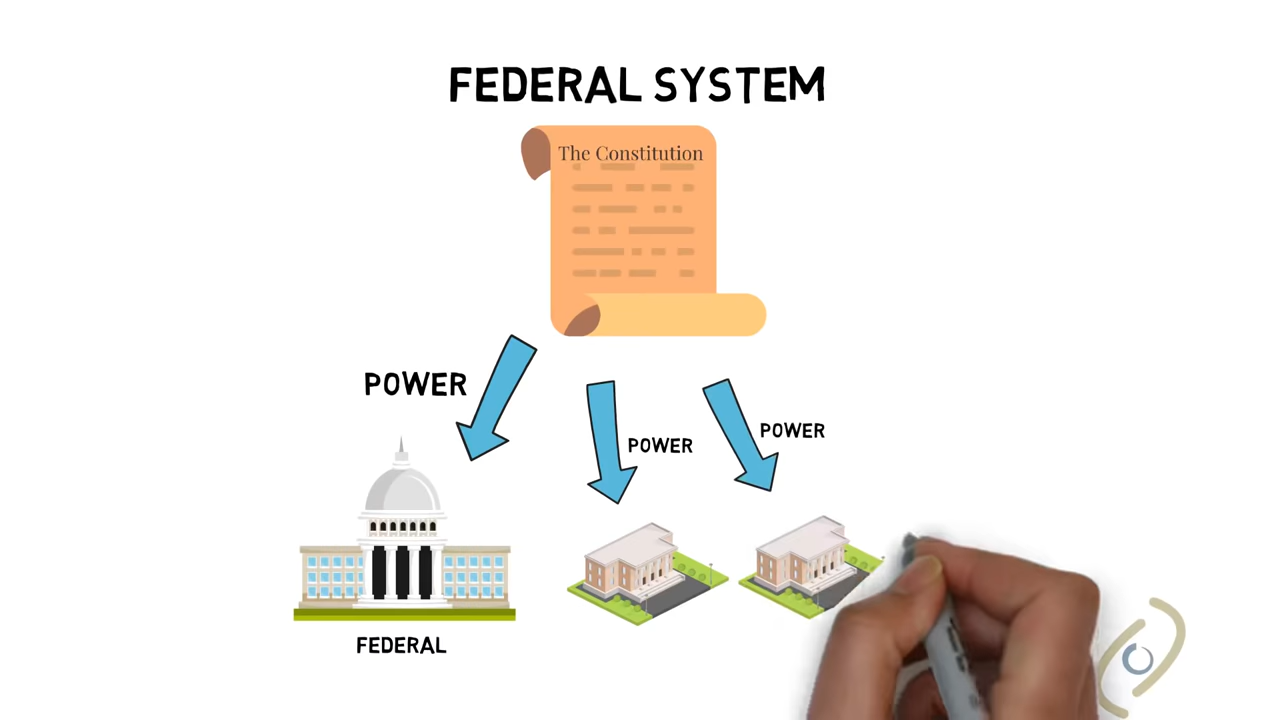 FEDERAL SYSTEM
The Constitution
POWER
POWER
POWER
FEDERAL